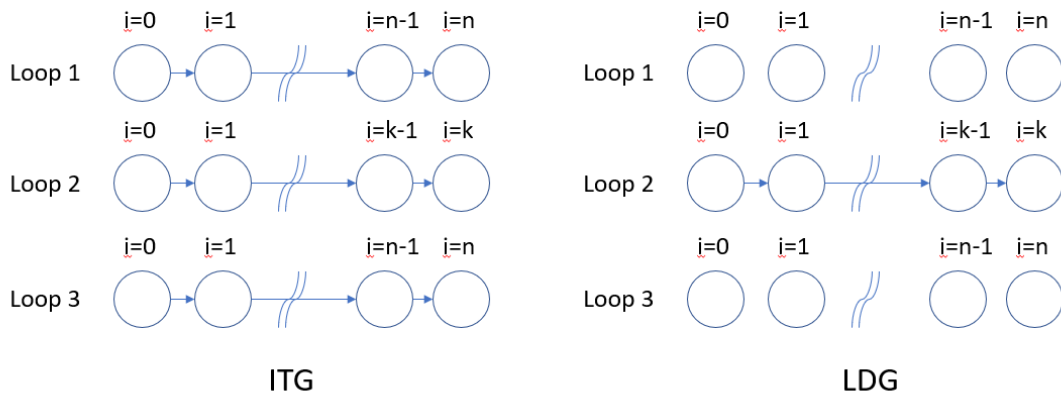 i=0 i=1 i=n-1 i=n
Loop 1
i=0 i=1 i=k-1 i=k
Loop 2
i=0 i=1 i=n-1 i=n
Loop 3
ITG
i=0 i=1 i=n-1 i=n
Loop 1
i=0 i=1 i=k-1 i=k
Loop 2
i=0 i=1 i=n-1 i=n
Loop 3
LDG